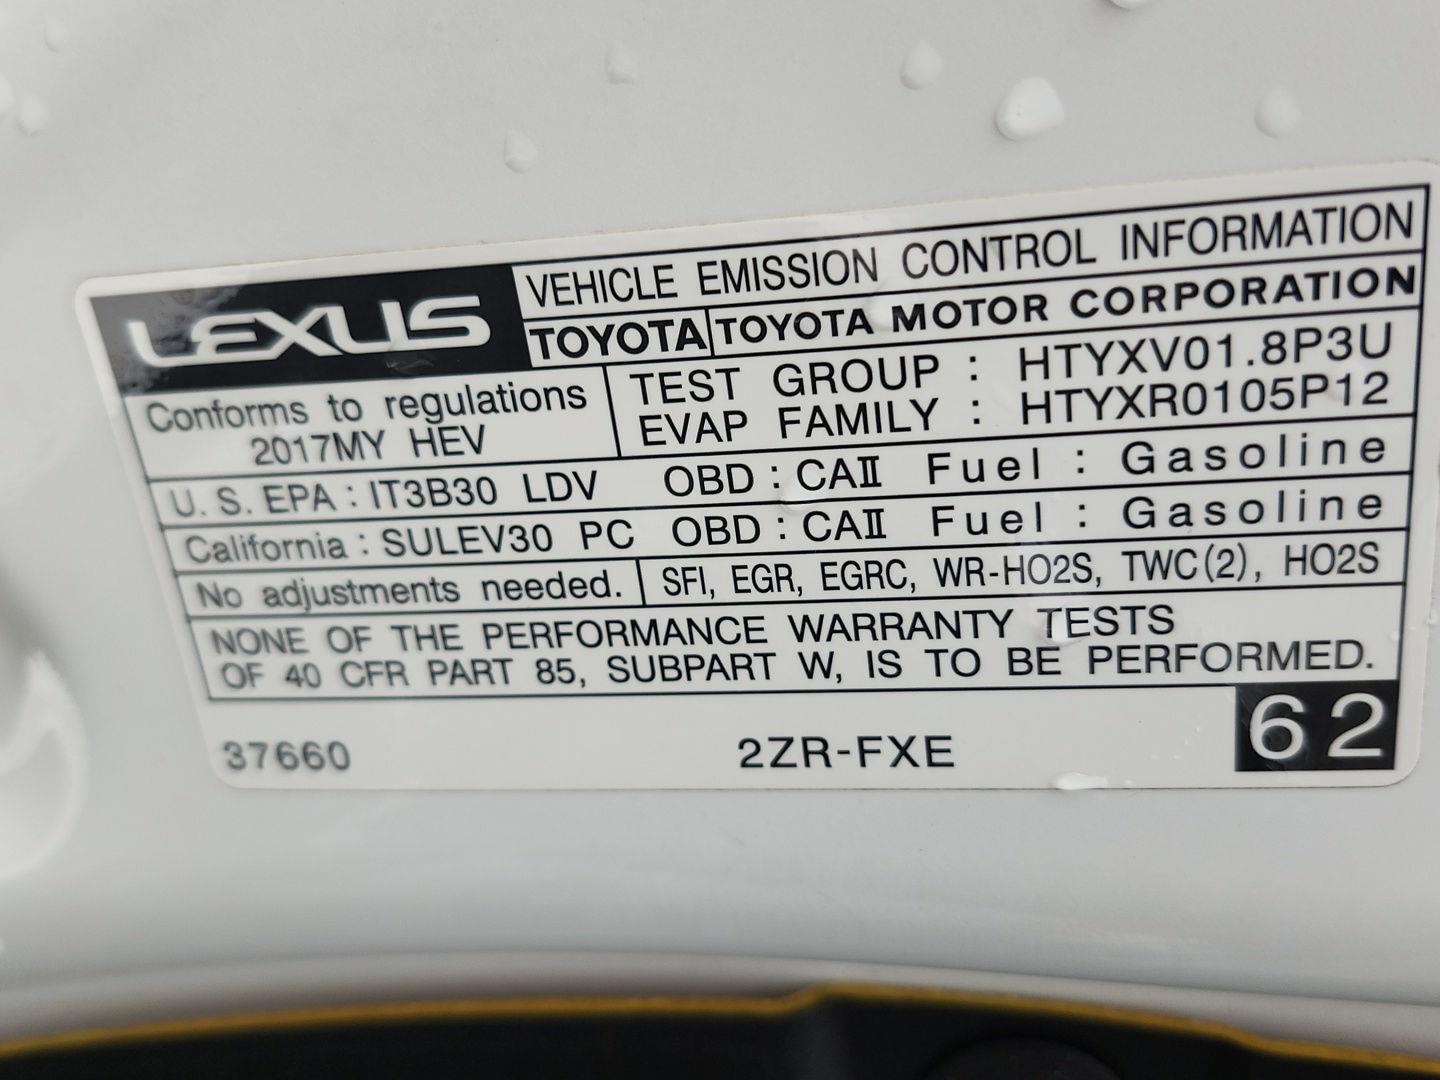 LEXUS
VEHICLE EMISSION CONTROL INFORMATION
TOYOTA TOYOTA MOTOR CORPORATION
Conforms to regulations
2017MY HEV
TEST GROUP : HTYXV01.8P3U
EVAP FAMILY : HTYXR0105P12
U.S. EPA : IT3B30 LDV OBD : CAII Fuel : Gasoline
California : SULEV30 PC OBD : CAII Fuel : Gasoline
No adjustments needed. SFI, EGR, EGRC, WR-HO2S, TWC(2), HO2S
NONE OF THE PERFORMANCE WARRANTY TESTS
OF 40 CFR PART 85, SUBPART W, IS TO BE PERFORMED.
37660 2ZR-FXE 62